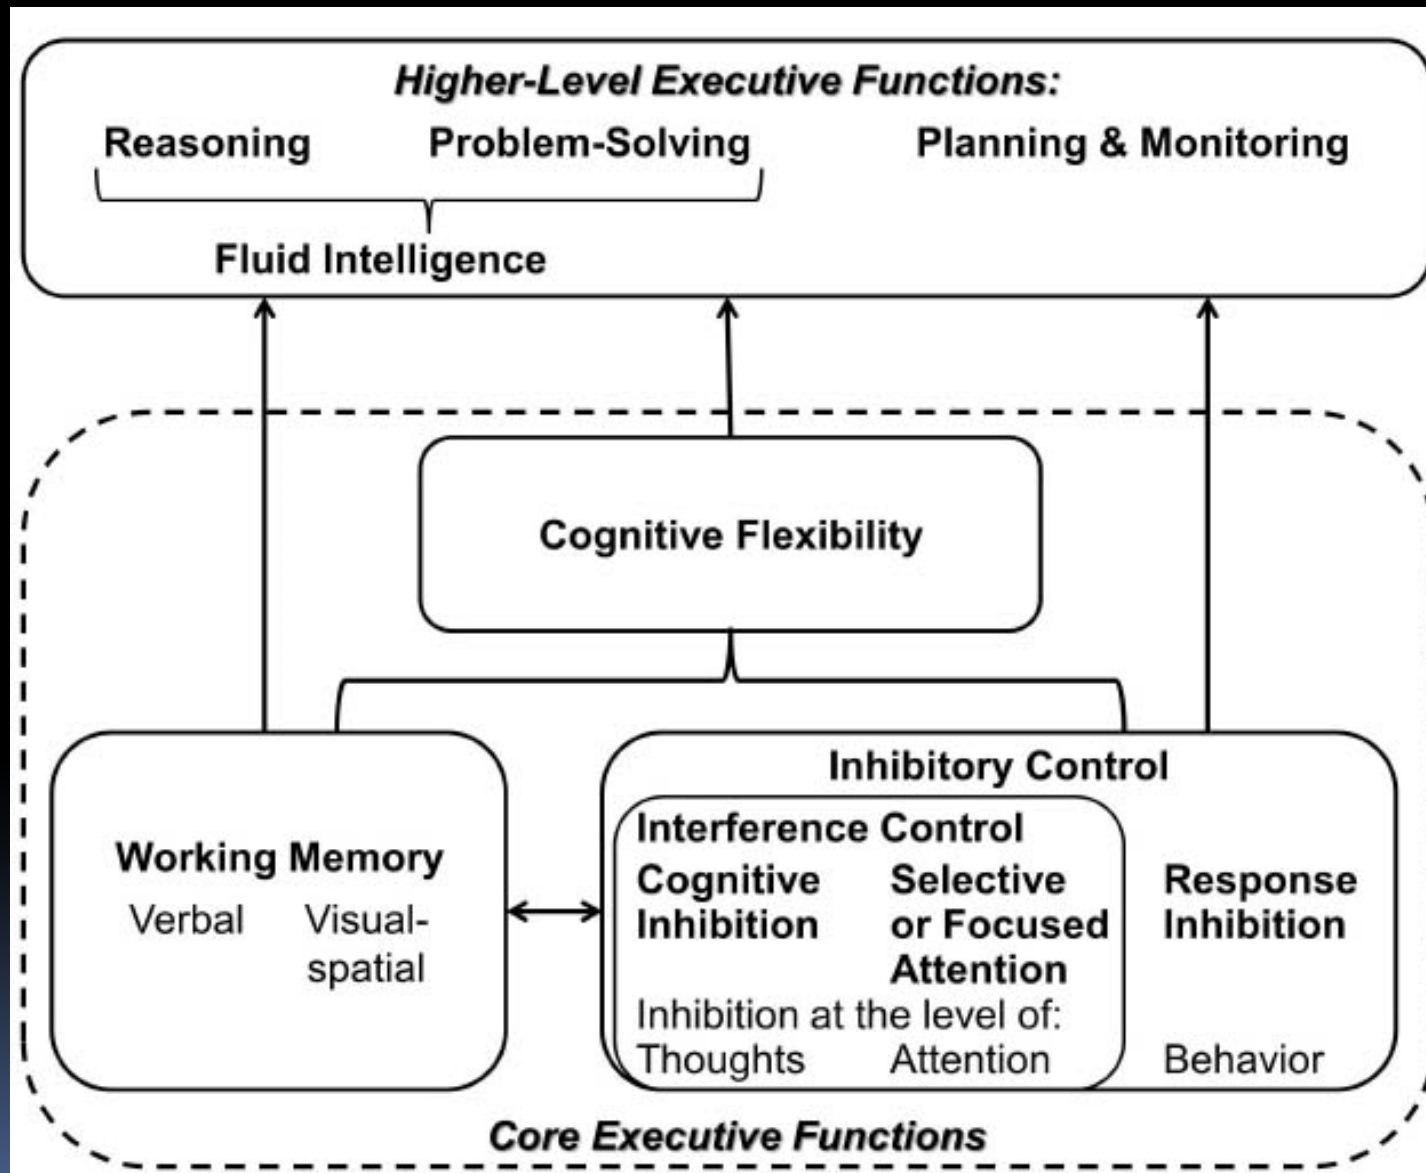 Higher-Level Executive Functions:
Reasoning Problem-Solving Planning & Monitoring
Fluid Intelligence
Cognitive Flexibility
Working Memory
Verbal Visual-
spatial
Inhibitory Control
Interference Control
Cognitive Selective Response
Inhibition or Focused Inhibition
Attention
Inhibition at the level of:
Thoughts Attention Behavior
Core Executive Functions